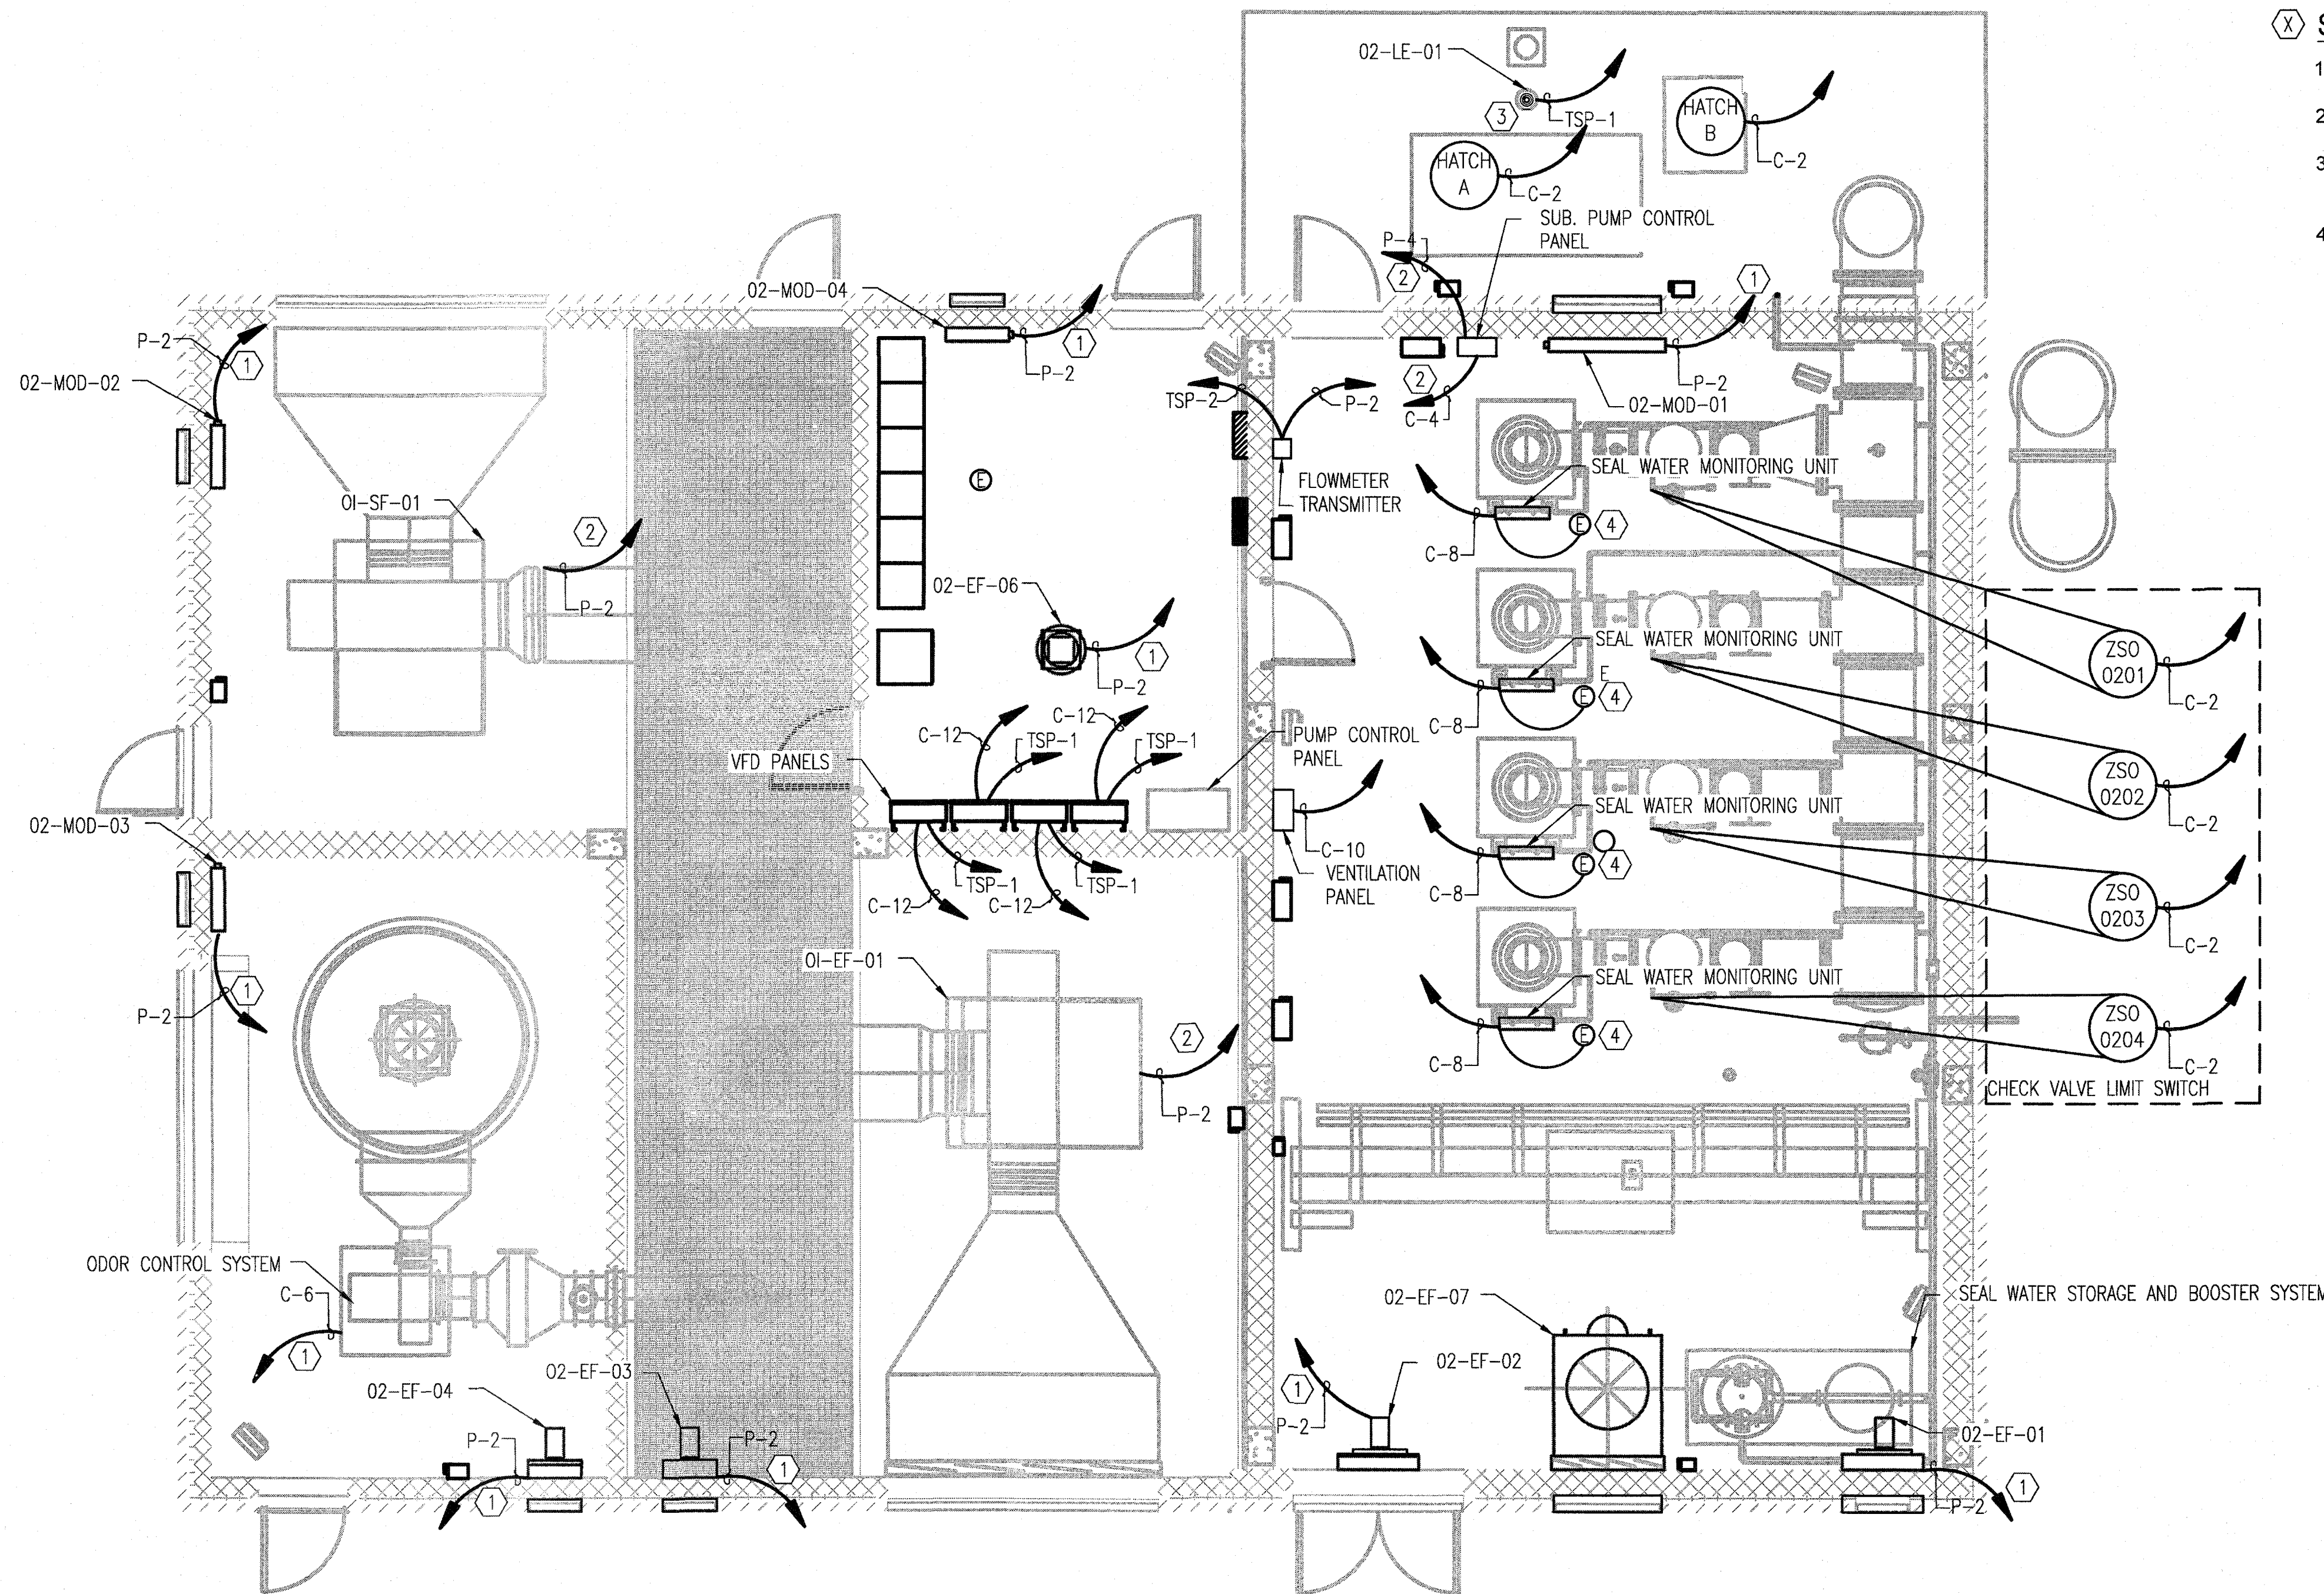 X S
1
2
3
4
02-LE-01
3
TSP-1
HATCH
B
C-2
HATCH
A
C-2
SUB. PUMP CONTROL
PANEL
P-4
2
1
02-MOD-04
1
P-2
P-2
1
02-MOD-02
2
C-4
P-2
02-MOD-01
TSP-2
P-2
FLOWMETER
TRANSMITTER
E
01-SF-01
2
P-2
SEAL WATER MONITORING UNIT
C-8
E
4
02-EF-06
1
P-2
SEAL WATER MONITORING UNIT
E
C-8
E
4
ZSO
0201
C-2
C-12
TSP-1
C-12
TSP-1
VFD PANELS
PUMP CONTROL
PANEL
ZSO
0202
C-2
02-MOD-03
SEAL WATER MONITORING UNIT
C-8
E
4
C-10
VENTILATION
PANEL
TSP-1
TSP-1
C-12
C-12
ZSO
0203
C-2
01-EF-01
P-2
1
2
P-2
SEAL WATER MONITORING UNIT
C-8
E
4
ZSO
0204
C-2
CHECK VALVE LIMIT SWITCH
ODOR CONTROL SYSTEM
C-6
1
02-EF-04
P-2
1
02-EF-03
P-2
1
02-EF-07
02-EF-02
1
P-2
SEAL WATER STORAGE AND BOOSTER SYSTEM
02-EF-01
1
P-2